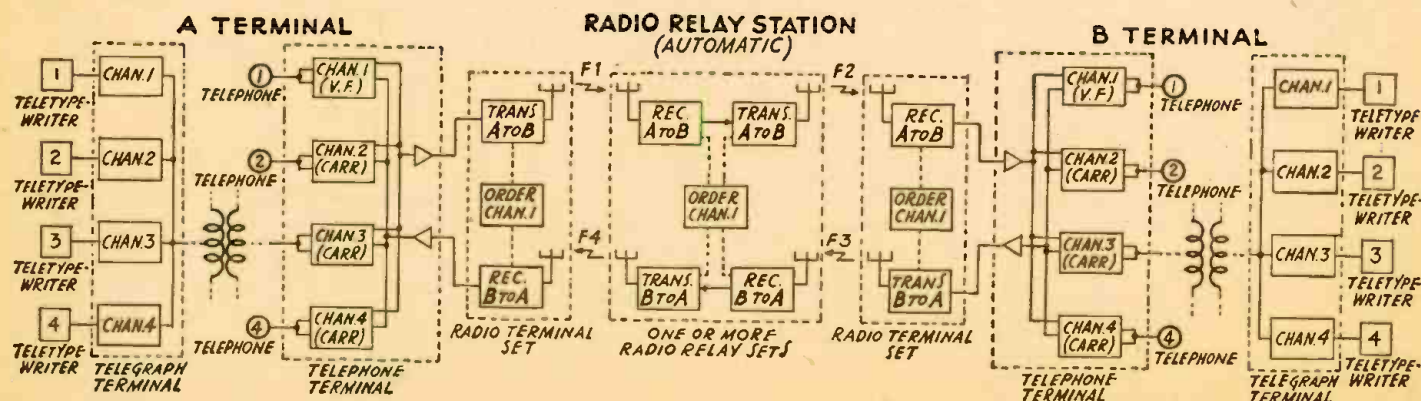 A TERMINAL
RADIO RELAY STATION
(AUTOMATIC)
B TERMINAL
1
TELETYPE-
WRITER
2
TELETYPE-
WRITER
3
TELETYPE-
WRITER
4
TELETYPE-
WRITER
CHAN.1
CHAN.2
CHAN.3
CHAN.4
TELEGRAPH
TERMINAL
1
TELEPHONE
2
TELEPHONE
4
TELEPHONE
CHAN.1
(V.F.)
CHAN.2
(CARR)
CHAN.3
(CARR)
CHAN.4
(CARR)
TELEPHONE
TERMINAL
TRANS
A TO B
ORDER
CHAN.1
REC.
B TO A
RADIO TERMINAL
SET
F1
F4
REC.
A TO B
TRANS.
A TO B
ORDER
CHAN.1
TRANS.
B TO A
REC.
B TO A
ONE OR MORE
RADIO RELAY SETS
F2
F3
REC.
A TO B
ORDER
CHAN.1
TRANS
B TO A
RADIO TERMINAL
SET
CHAN.1
(V.F)
CHAN.2
(CARR)
CHAN.3
(CARR)
CHAN.4
(CARR)
TELEPHONE
TERMINAL
1
TELEPHONE
2
TELEPHONE
4
TELEPHONE
CHAN.1
CHAN.2
CHAN.3
CHAN.4
TELEGRAPH
TERMINAL
1
TELETYPE-
WRITER
2
TELETYPE-
WRITER
3
TELETYPE-
WRITER
4
TELETYPE-
WRITER